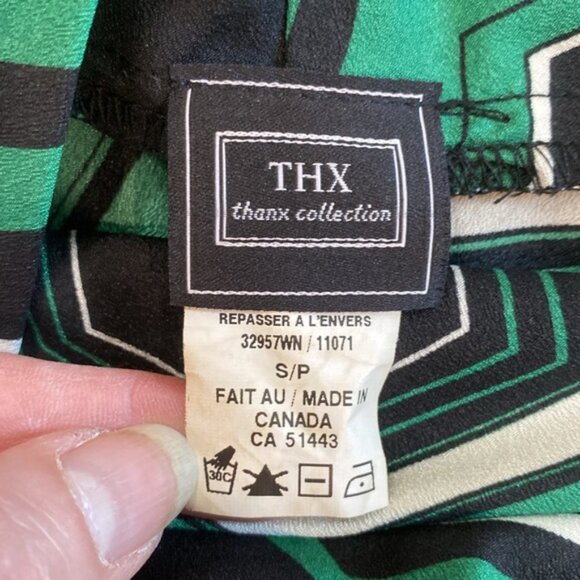 THX
thanx collection
REPASSER À L'ENVERS
32957WN / 11071
S/P
FAIT AU / MADE IN
CANADA
CA 51443
30C